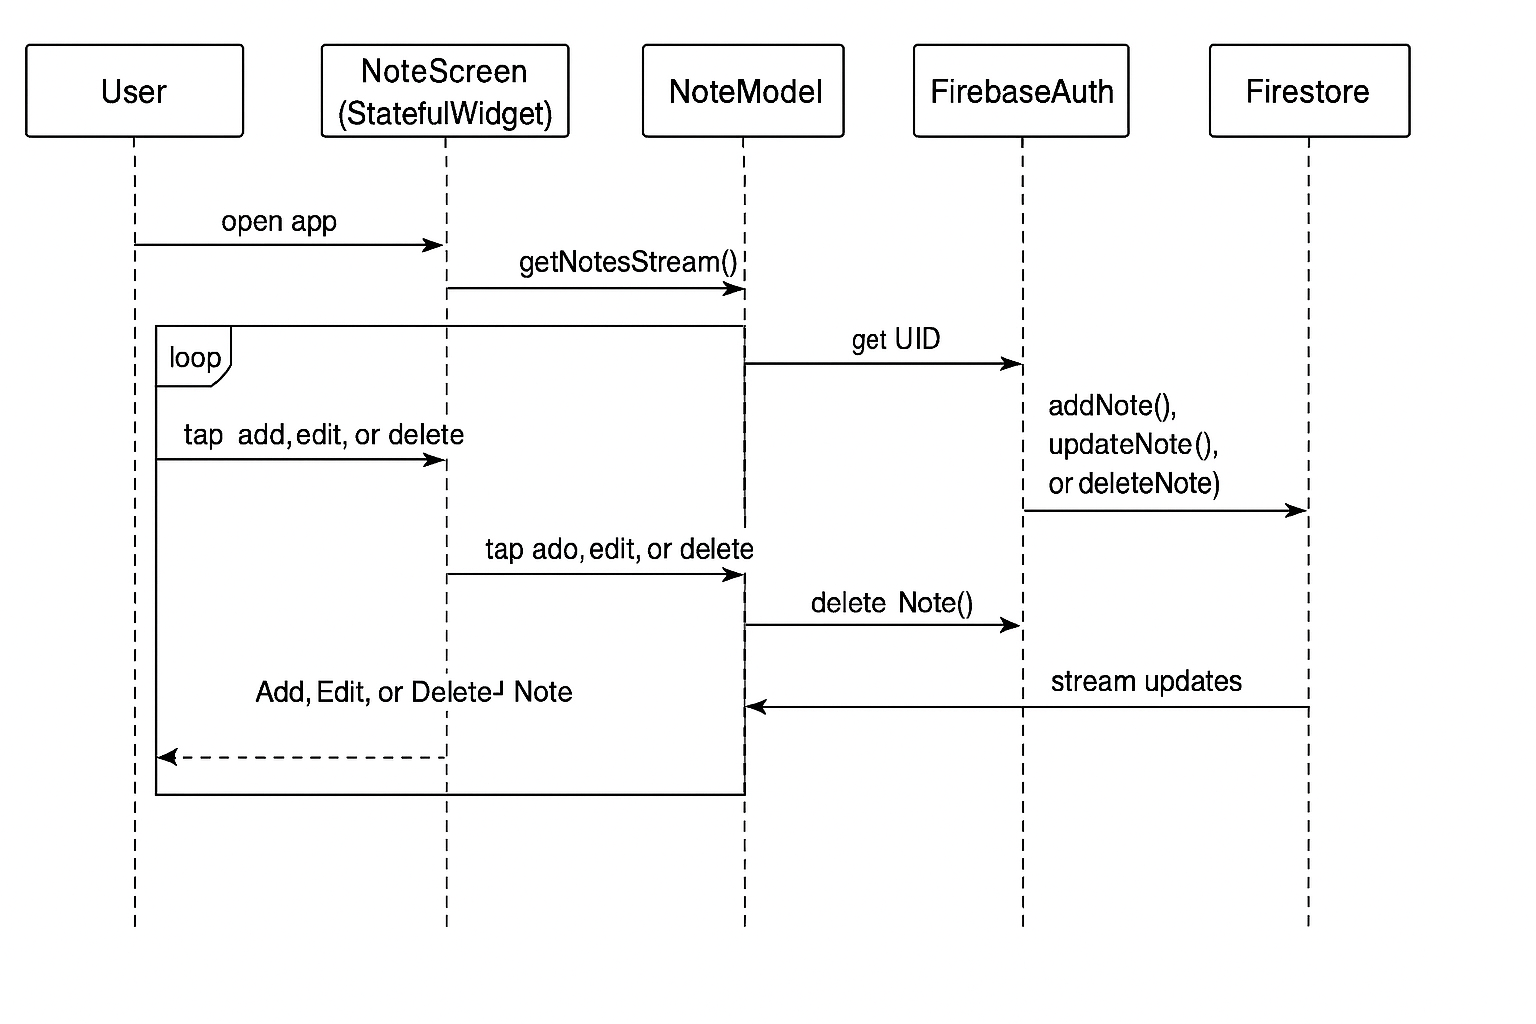 User
NoteScreen
(StatefulWidget)
NoteModel
FirebaseAuth
Firestore
open app
getNotesStream()
loop
get UID
addNote(),
updateNote(),
or deleteNote)
tap add, edit, or delete
tap ado, edit, or delete
delete Note()
stream updates
Add, Edit, or Delete┘ Note